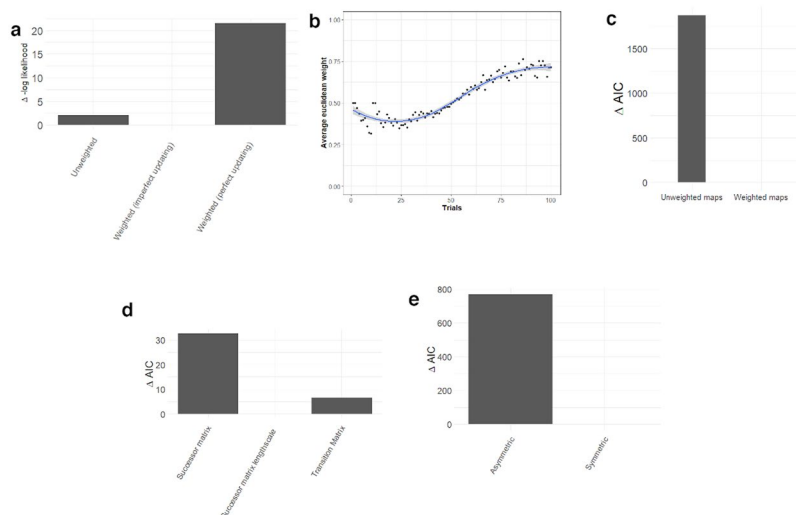 a
Δ -log likelihood
20
15
10
5
0
Unweighted
Weighted (imperfect updating)
Weighted (perfect updating)
b
Average euclidean weight
1.00
0.75
0.50
0.25
0.00
0
25
50
75
100
Trials
c
Δ AIC
1500
1000
500
0
Unweighted maps
Weighted maps
d
Δ AIC
30
20
10
0
Successor matrix
Successor matrix lengthscale
Transition Matrix
e
Δ AIC
800
600
400
200
0
Asymmetric
Symmetric